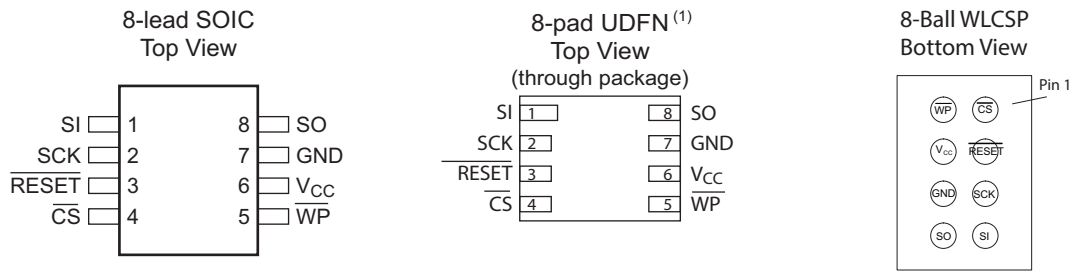 8-lead SOIC
Top View
SI 1 8 SO
SCK 2 7 GND
RESET 3 6 VCC
CS 4 5 WP
8-pad UDFN (1)
Top View
(through package)
SI 1 8 SO
SCK 2 7 GND
RESET 3 6 VCC
CS 4 5 WP
8-Ball WLCSP
Bottom View
Pin 1
WP CS
VCC RESET
GND SCK
SO SI